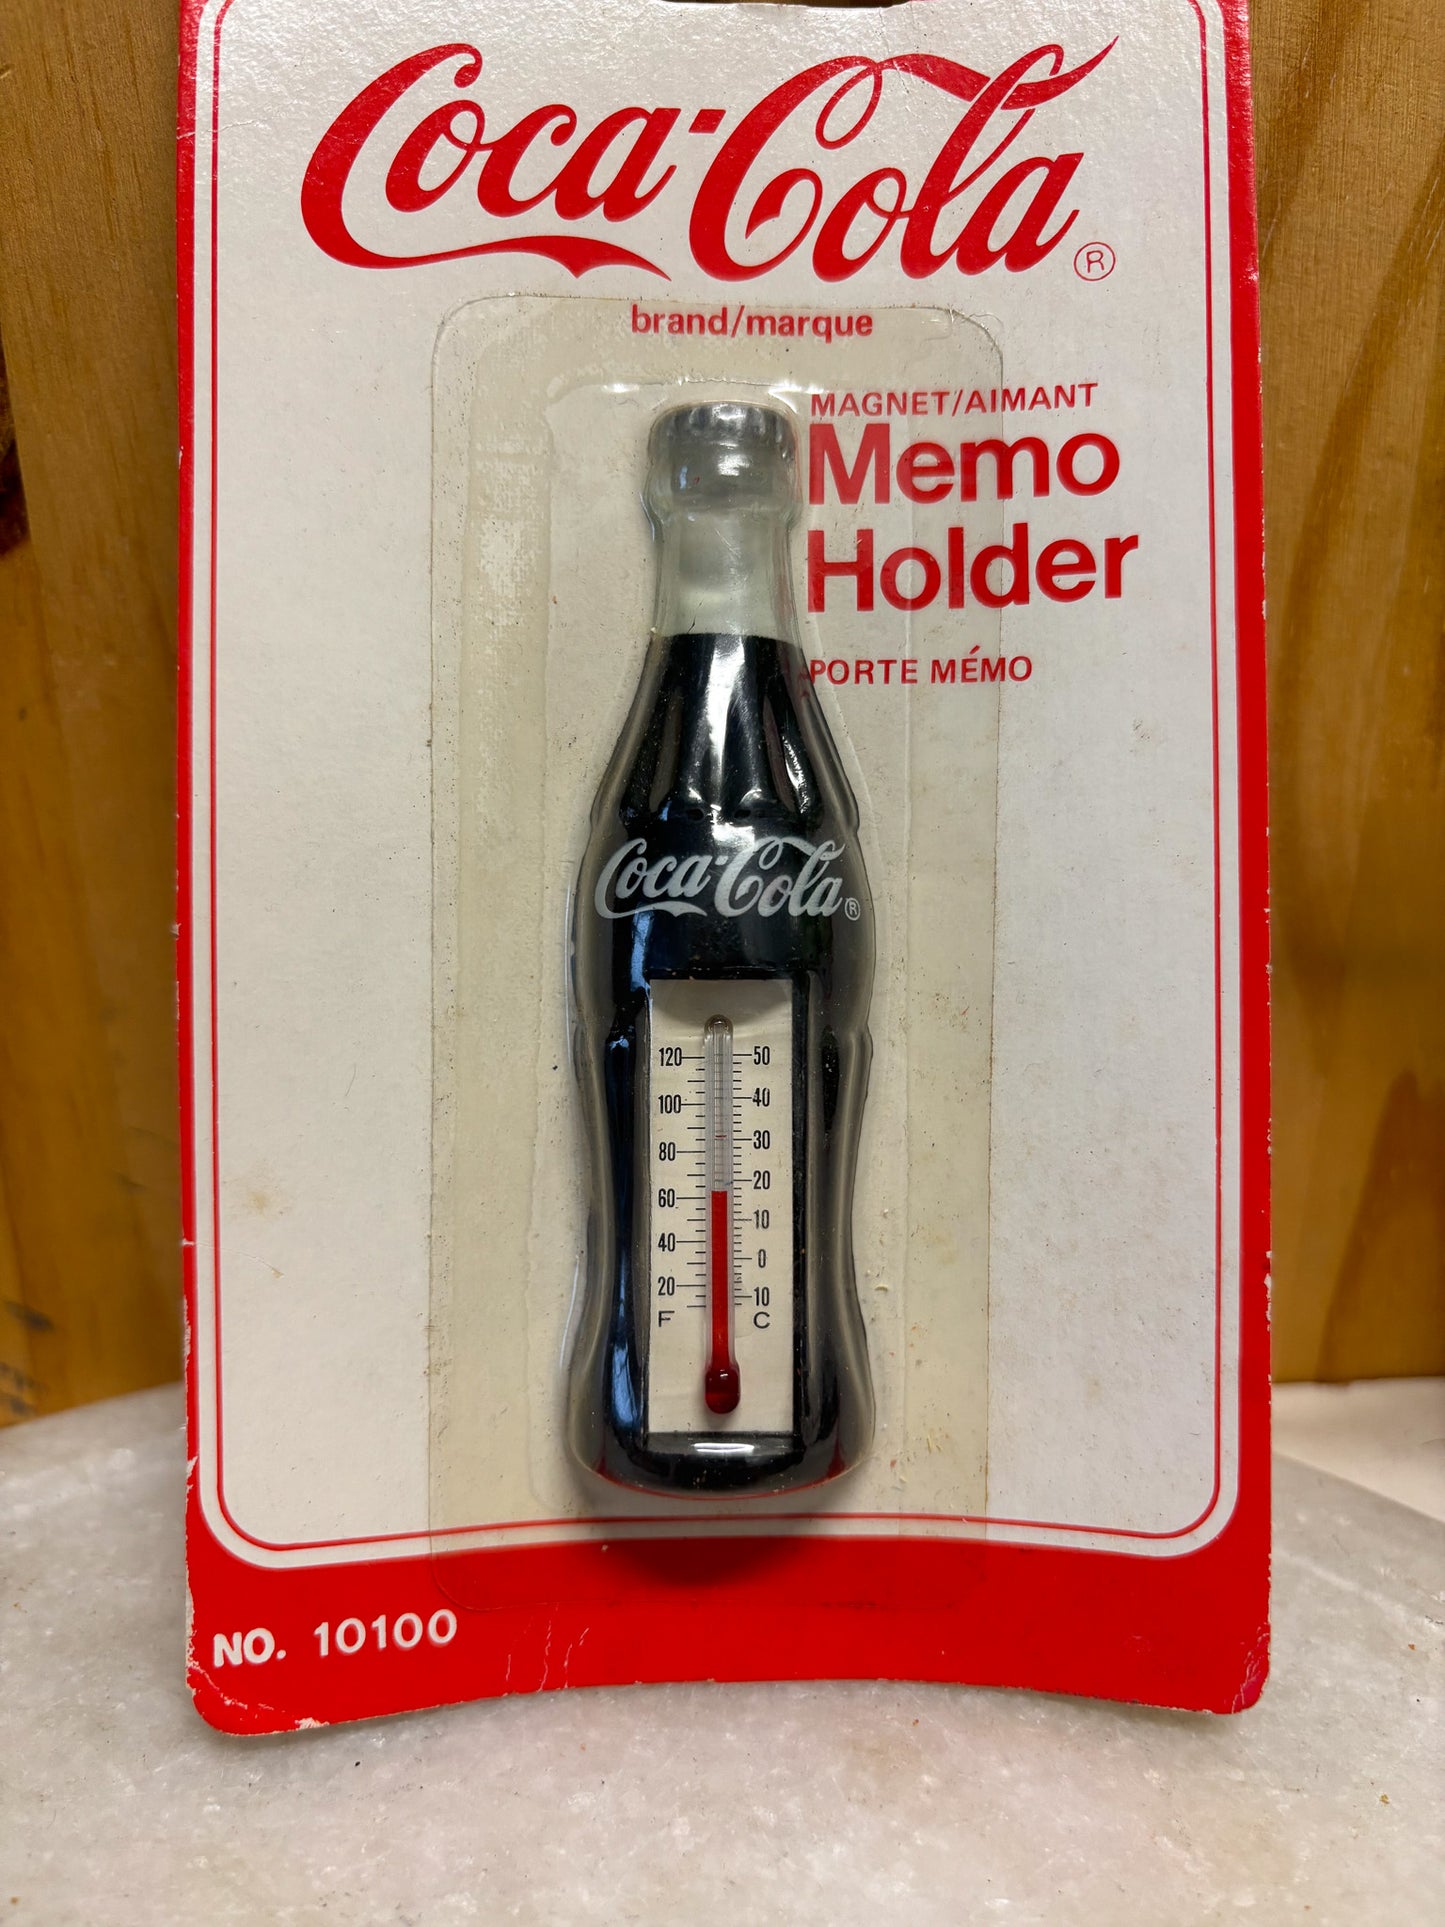 Coca-Cola®
brand/marque
MAGNET/AIMANT
Memo
Holder
PORTE MÉMO
Coca-Cola®
120 50
100 40
80 30
60 20
40 10
20 0
10
F C
NO. 10100